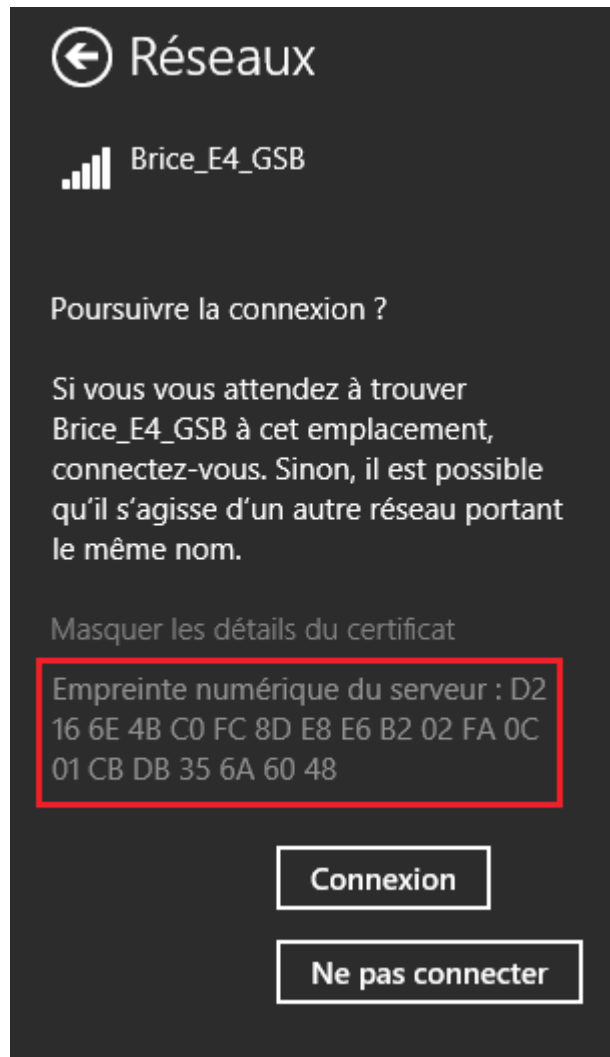 Réseaux
Brice_E4_GSB
Poursuivre la connexion ?
Si vous vous attendez à trouver
Brice_E4_GSB à cet emplacement,
connectez-vous. Sinon, il est possible
qu’il s’agisse d’un autre réseau portant
le même nom.
Masquer les détails du certificat
Empreinte numérique du serveur : D2
16 6E 4B C0 FC 8D E8 E6 B2 02 FA 0C
01 CB DB 35 6A 60 48
Connexion
Ne pas connecter